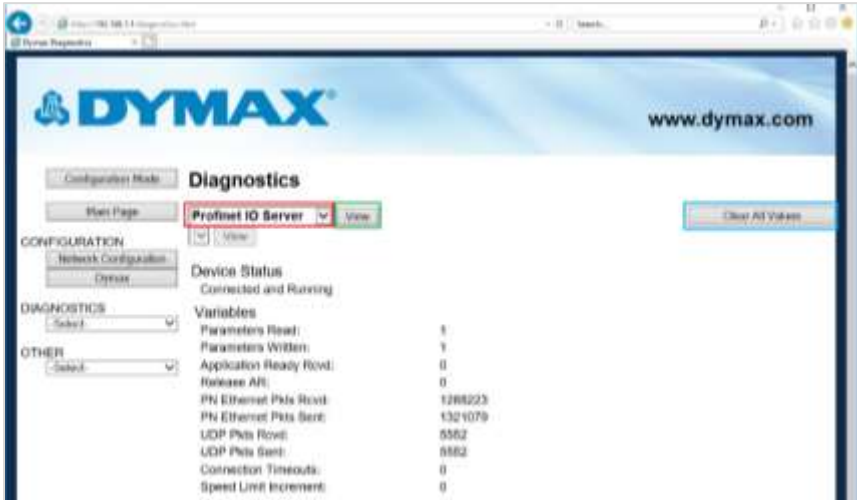 Dymax Diagnostics
DYMAX
www.dymax.com
Configuration Mode
Diagnostics
Main Page
Profinet IO Server
View
Clear All Values
View
CONFIGURATION
Network Configuration
Dymax
Device Status
Connected and Running
DIAGNOSTICS
-Select-
Variables
Parameters Read: 1
Parameters Written: 1
OTHER
-Select-
Application Ready Rcvd: 0
Release AR: 0
PN Ethernet Pkts Rcvd: 1288223
PN Ethernet Pkts Sent: 1321079
UDP Pkts Rcvd: 5552
UDP Pkts Sent: 5552
Connection Timeouts: 0
Speed Limit Increment: 0